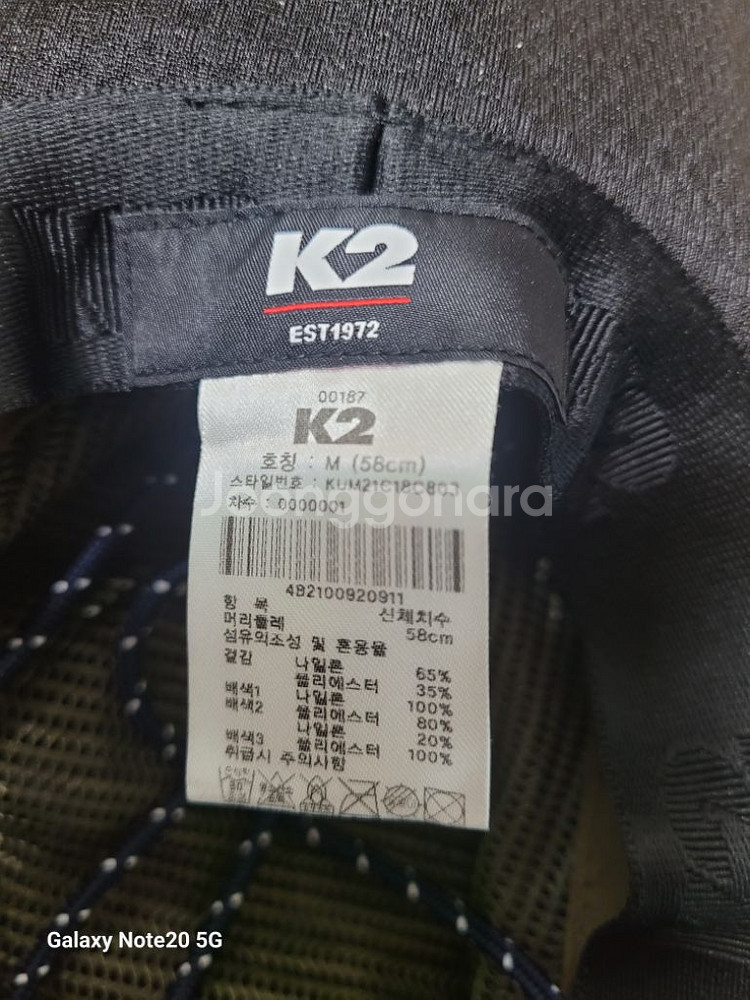 K2
EST1972
00187
K2
호칭 : M (58cm)
스타일번호 : KUM21C18C803
차수 : 0000001
Joonggonara
4B2100920911
항 목 신체치수
머리둘레 58cm
섬유의조성 및 혼용율
겉감 나일론 65%
폴리에스터 35%
배색1 나일론 100%
배색2 폴리에스터 80%
나일론 20%
배색3 폴리에스터 100%
취급시 주의사항
Galaxy Note20 5G